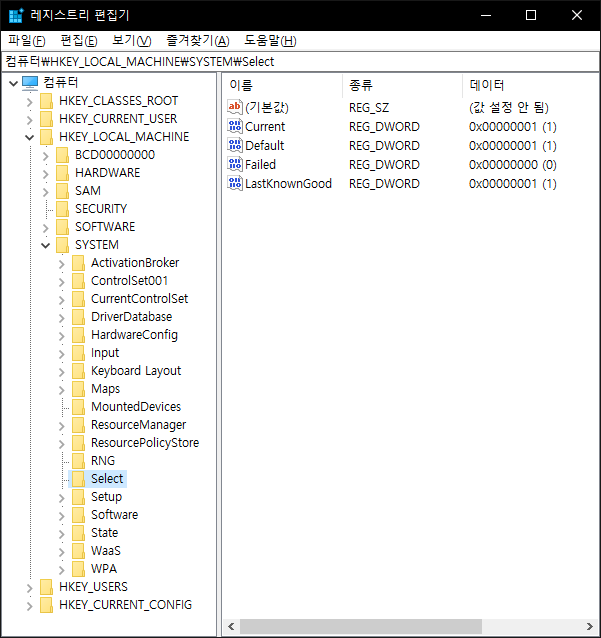 레지스트리 편집기
파일(F) 편집(E) 보기(V) 즐겨찾기(A) 도움말(H)
컴퓨터₩HKEY_LOCAL_MACHINE₩SYSTEM₩Select
컴퓨터
HKEY_CLASSES_ROOT
HKEY_CURRENT_USER
HKEY_LOCAL_MACHINE
BCD00000000
HARDWARE
SAM
SECURITY
SOFTWARE
SYSTEM
ActivationBroker
ControlSet001
CurrentControlSet
DriverDatabase
HardwareConfig
Input
Keyboard Layout
Maps
MountedDevices
ResourceManager
ResourcePolicyStore
RNG
Select
Setup
Software
State
WaaS
WPA
HKEY_USERS
HKEY_CURRENT_CONFIG
이름 종류 데이터
ab (기본값) REG_SZ (값 설정 안 됨)
Current REG_DWORD 0x00000001 (1)
Default REG_DWORD 0x00000001 (1)
Failed REG_DWORD 0x00000000 (0)
LastKnownGood REG_DWORD 0x00000001 (1)